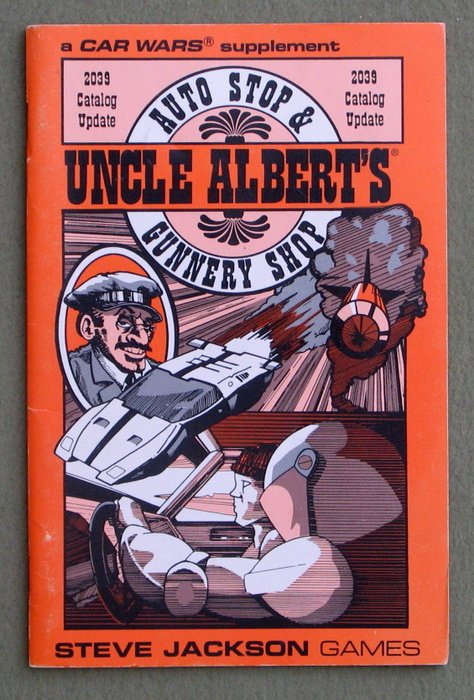 a CAR WARS® supplement
2039
Catalog
Update
2039
Catalog
Update
AUTO STOP &
UNCLE ALBERT'S®
GUNNERY SHOP
STEVE JACKSON GAMES